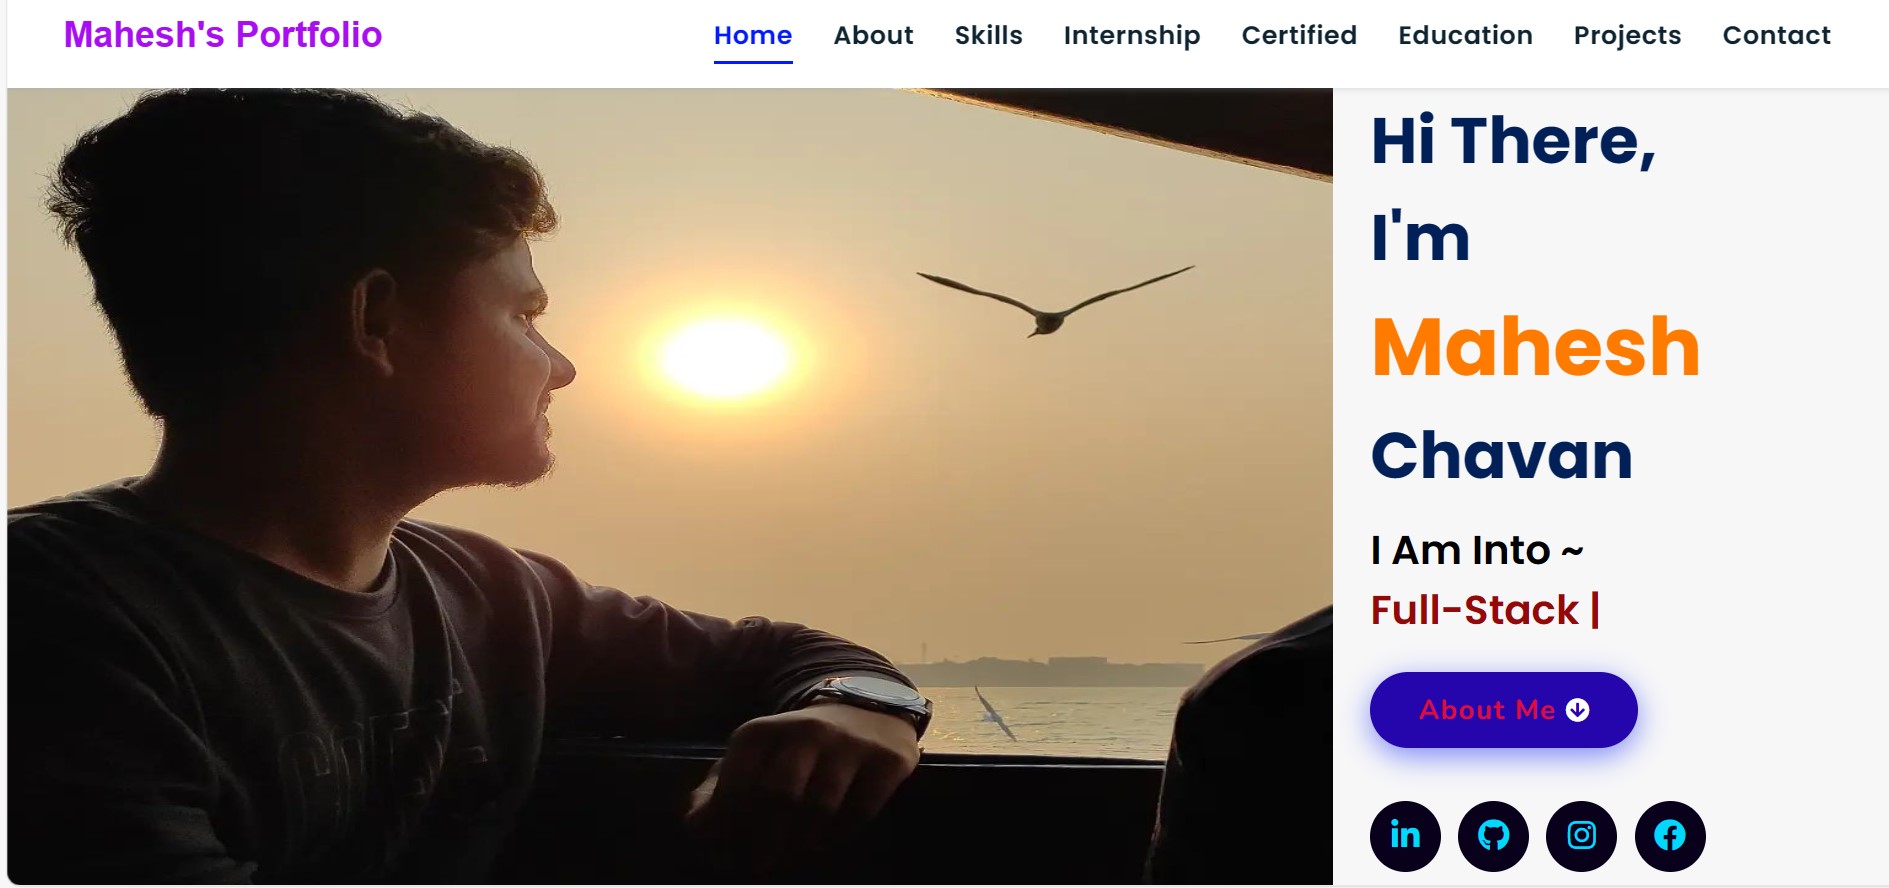 Mahesh's Portfolio
Home About Skills Internship Certified Education Projects Contact
Hi There,
I'm
Mahesh
Chavan
I Am Into ~
Full-Stack |
About Me
in